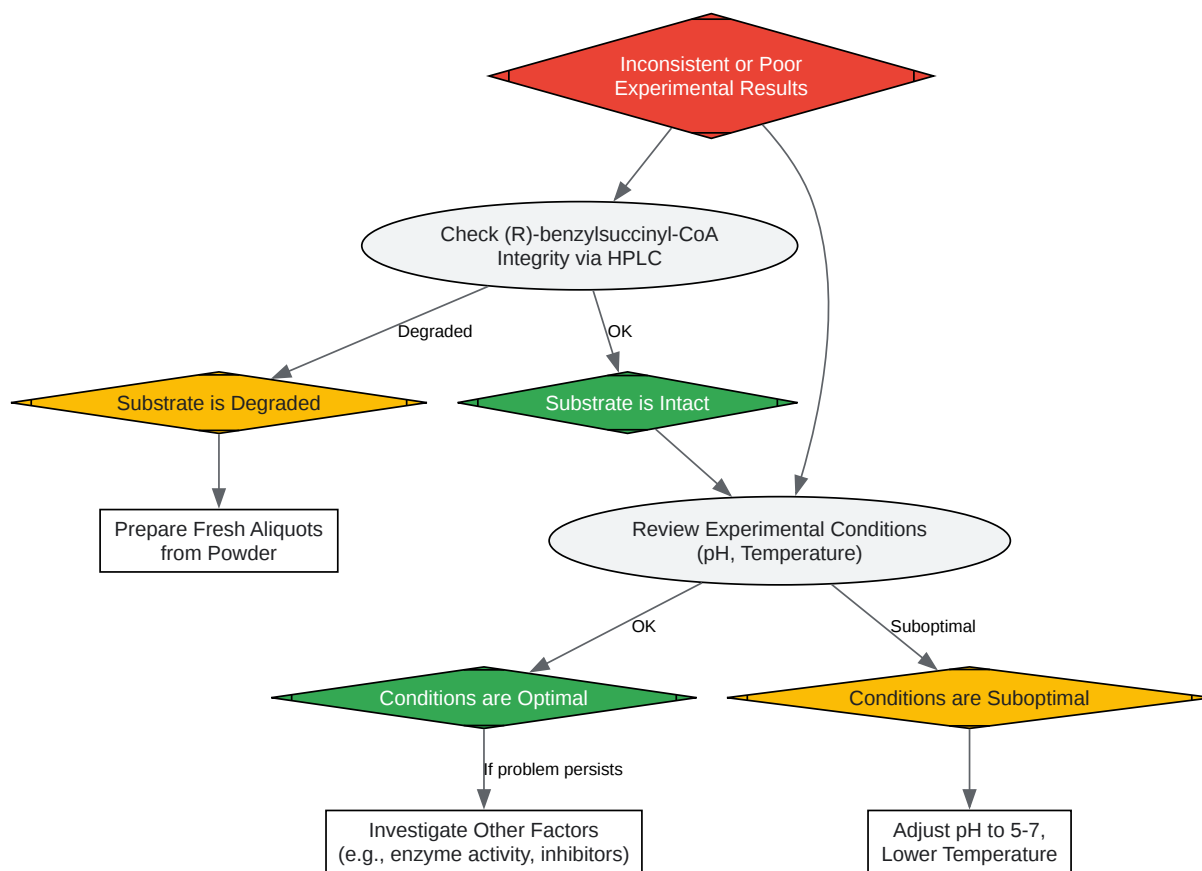 Inconsistent or Poor
Experimental Results
Check (R)-benzylsuccinyl-CoA
Integrity via HPLC
Degraded
OK
Substrate is Degraded
Substrate is Intact
Prepare Fresh Aliquots
from Powder
Review Experimental Conditions
(pH, Temperature)
OK
Suboptimal
Conditions are Optimal
Conditions are Suboptimal
If problem persists
Investigate Other Factors
(e.g., enzyme activity, inhibitors)
Adjust pH to 5-7,
Lower Temperature